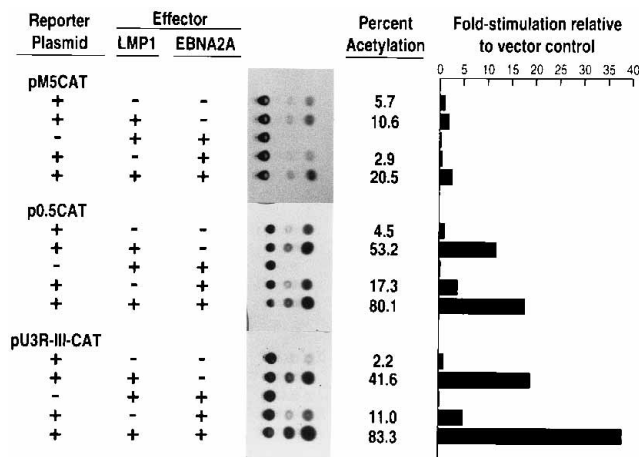 Reporter Effector Percent Fold-stimulation relative
Plasmid LMP1 EBNA2A Acetylation to vector control
0 5 10 15 20 25 30 35 40
pM5CAT
+ - - 5.7
+ + - 10.6
- + +
+ - + 2.9
+ + + 20.5
p0.5CAT
+ - - 4.5
+ + - 53.2
- + +
+ - + 17.3
+ + + 80.1
pU3R-III-CAT
+ - - 2.2
+ + - 41.6
- + +
+ - + 11.0
+ + + 83.3